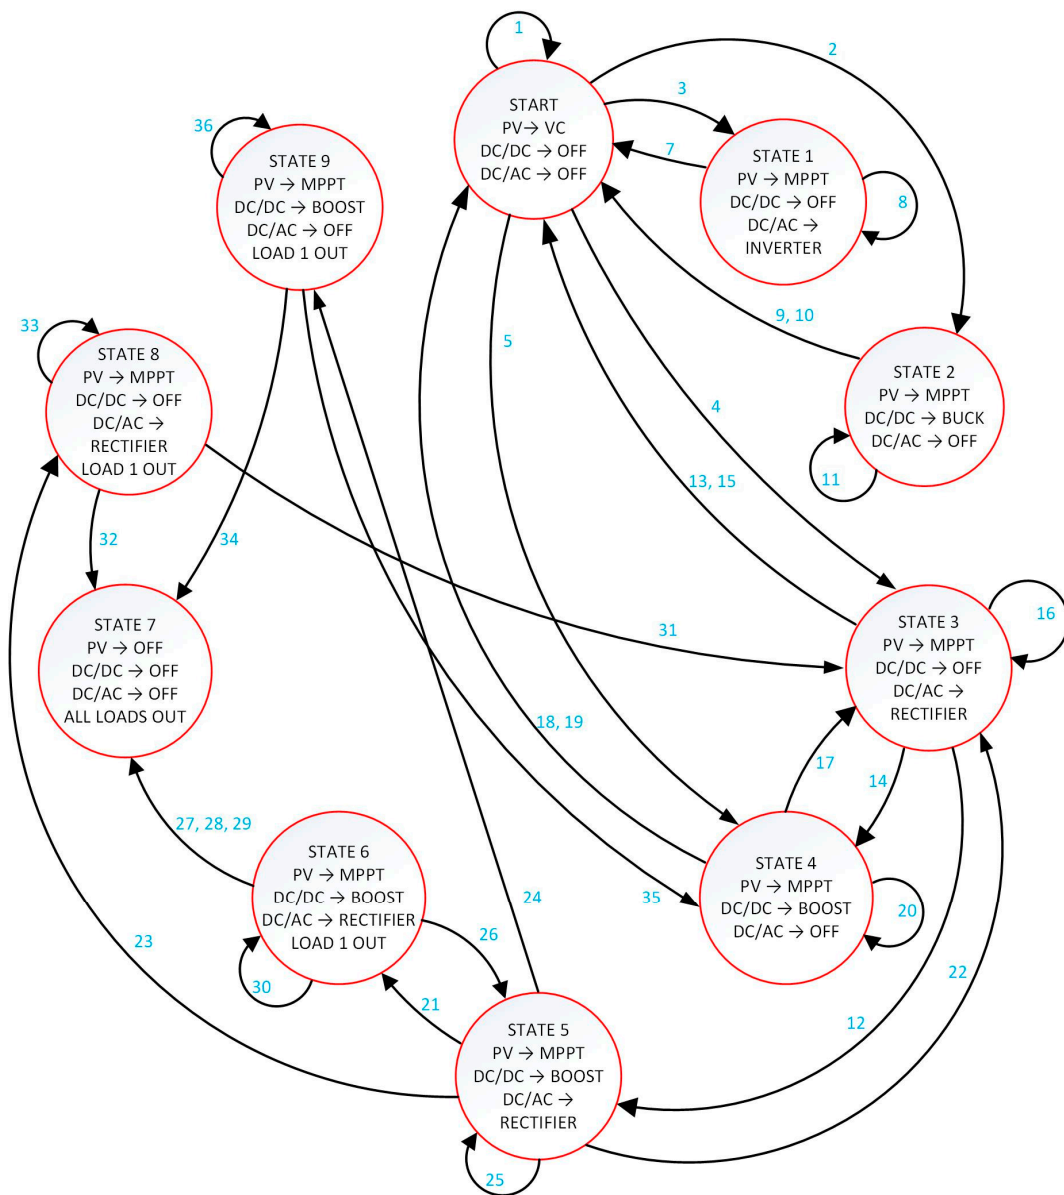 1
2
3
START
PV→ VC
DC/DC → OFF
DC/AC → OFF
36
STATE 9
PV → MPPT
DC/DC → BOOST
DC/AC → OFF
LOAD 1 OUT
7
STATE 1
PV → MPPT
DC/DC → OFF
DC/AC →
INVERTER
8
9, 10
33
STATE 8
PV → MPPT
DC/DC → OFF
DC/AC →
RECTIFIER
LOAD 1 OUT
5
4
STATE 2
PV → MPPT
DC/DC → BUCK
DC/AC → OFF
11
13, 15
32
34
31
STATE 7
PV → OFF
DC/DC → OFF
DC/AC → OFF
ALL LOADS OUT
16
STATE 3
PV → MPPT
DC/DC → OFF
DC/AC →
RECTIFIER
18, 19
17
14
27, 28, 29
STATE 6
PV → MPPT
DC/DC → BOOST
DC/AC → RECTIFIER
LOAD 1 OUT
STATE 4
PV → MPPT
DC/DC → BOOST
DC/AC → OFF
24
35
20
23
26
30
21
22
12
STATE 5
PV → MPPT
DC/DC → BOOST
DC/AC →
RECTIFIER
25